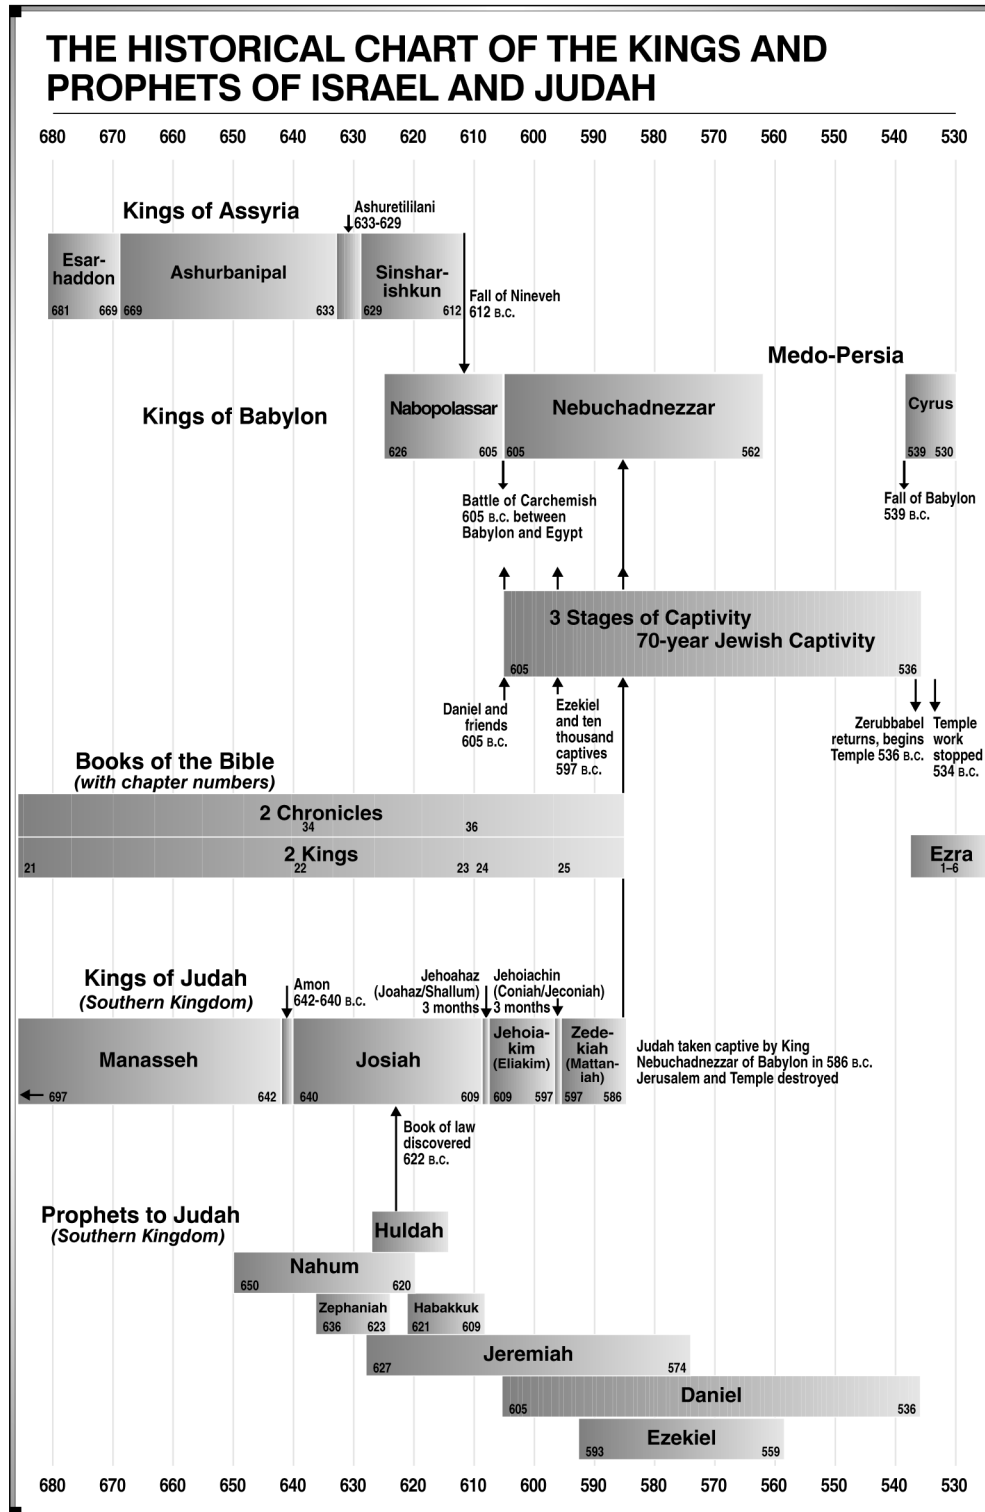 THE HISTORICAL CHART OF THE KINGS AND
PROPHETS OF ISRAEL AND JUDAH
680 670 660 650 640 630 620 610 600 590 580 570 560 550 540 530
Kings of Assyria
Ashuretililani
633-629
Esar-
haddon
681 669
Ashurbanipal
669 633
Sinshar-
ishkun
629 612
Fall of Nineveh
612 B.C.
Medo-Persia
Kings of Babylon
Nabopolassar
626 605
Nebuchadnezzar
605 562
Cyrus
539 530
Battle of Carchemish
605 B.C. between
Babylon and Egypt
Fall of Babylon
539 B.C.
3 Stages of Captivity
70-year Jewish Captivity
605 536
Daniel and
friends
605 B.C.
Ezekiel
and ten
thousand
captives
597 B.C.
Zerubbabel
returns, begins
Temple 536 B.C.
Temple
work
stopped
534 B.C.
Books of the Bible
(with chapter numbers)
2 Chronicles
34 36
2 Kings
21 22 23 24 25
Ezra
1–6
Kings of Judah
(Southern Kingdom)
Amon
642-640 B.C.
Jehoahaz
(Joahaz/Shallum)
3 months
Jehoiachin
(Coniah/Jeconiah)
3 months
Manasseh
697 642
Josiah
640 609
Jehoia-
kim
(Eliakim)
609 597
Zede-
kiah
(Mattan-
iah)
597 586
Judah taken captive by King
Nebuchadnezzar of Babylon in 586 B.C.
Jerusalem and Temple destroyed
Book of law
discovered
622 B.C.
Prophets to Judah
(Southern Kingdom)
Huldah
Nahum
650 620
Zephaniah
636 623
Habakkuk
621 609
Jeremiah
627 574
Daniel
605 536
Ezekiel
593 559
680 670 660 650 640 630 620 610 600 590 580 570 560 550 540 530